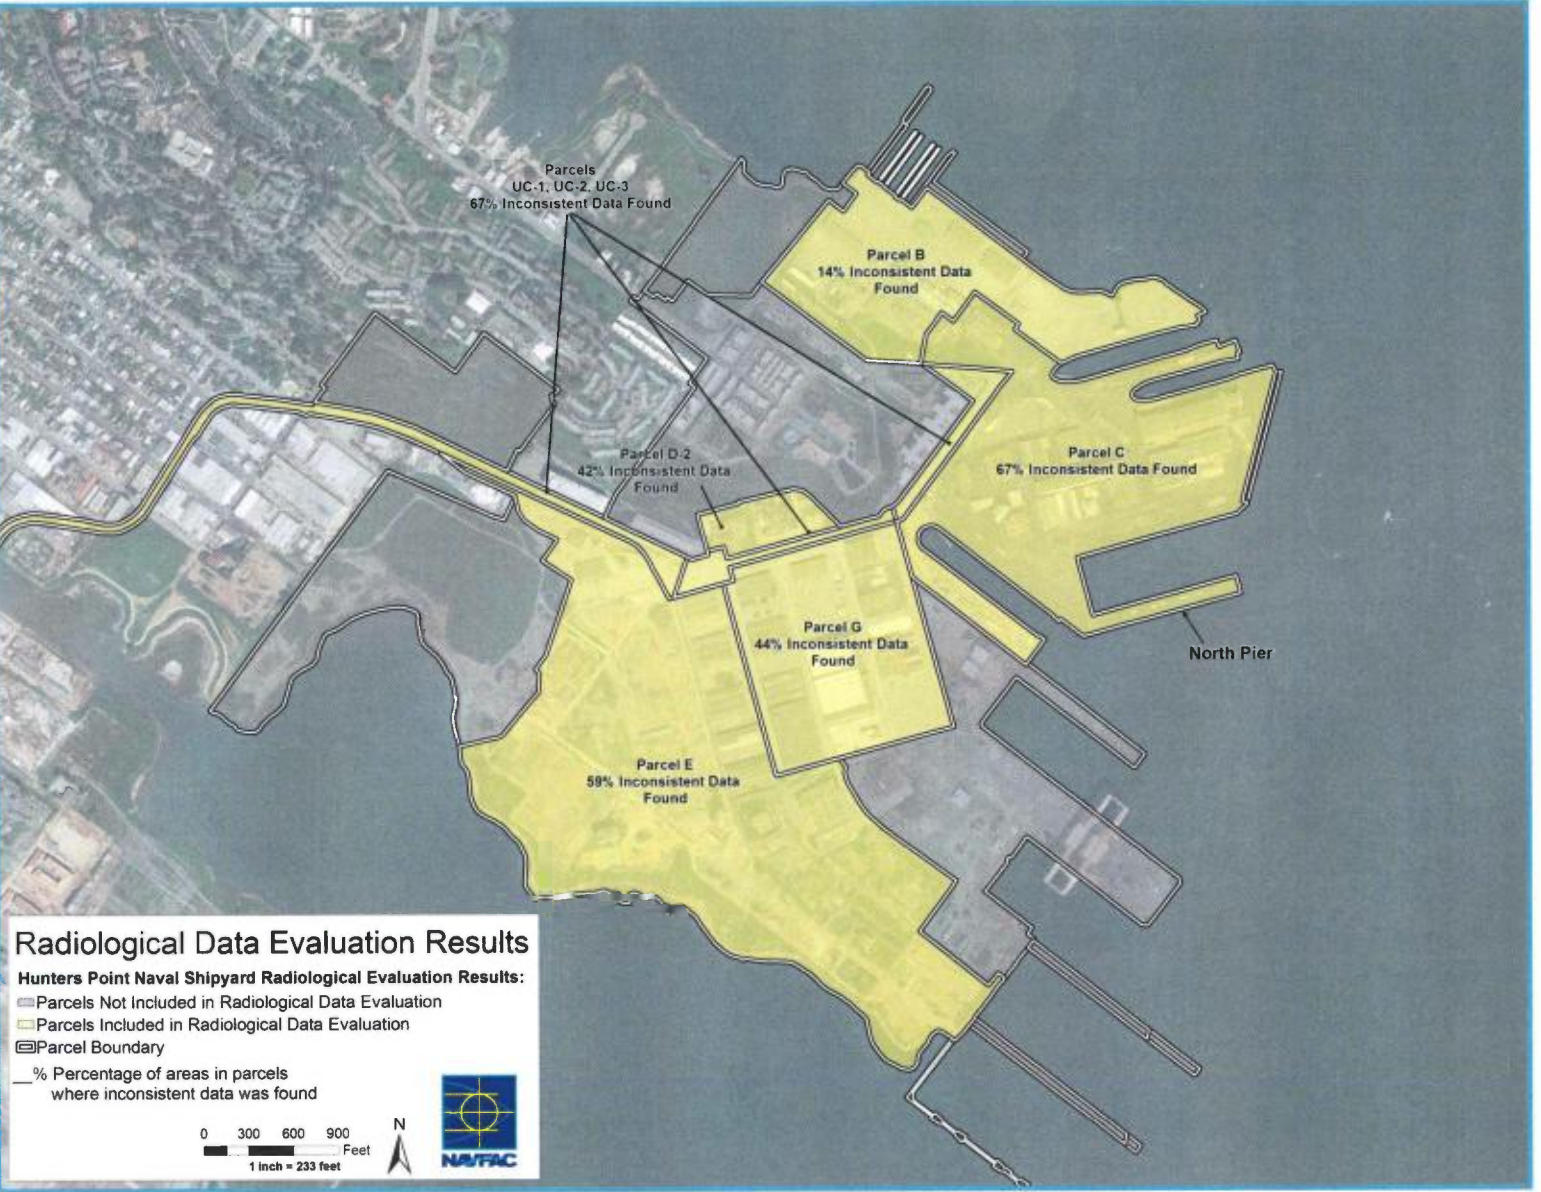 Parcels
UC-1, UC-2, UC-3
67% Inconsistent Data Found
Parcel B
14% Inconsistent Data
Found
Parcel D-2
42% Inconsistent Data
Found
Parcel C
67% Inconsistent Data Found
Parcel G
44% Inconsistent Data
Found
North Pier
Parcel E
59% Inconsistent Data
Found
Radiological Data Evaluation Results
Hunters Point Naval Shipyard Radiological Evaluation Results:
Parcels Not Included in Radiological Data Evaluation
Parcels Included in Radiological Data Evaluation
Parcel Boundary
__% Percentage of areas in parcels
where inconsistent data was found
0 300 600 900
Feet
1 inch = 233 feet
N
NAVFAC